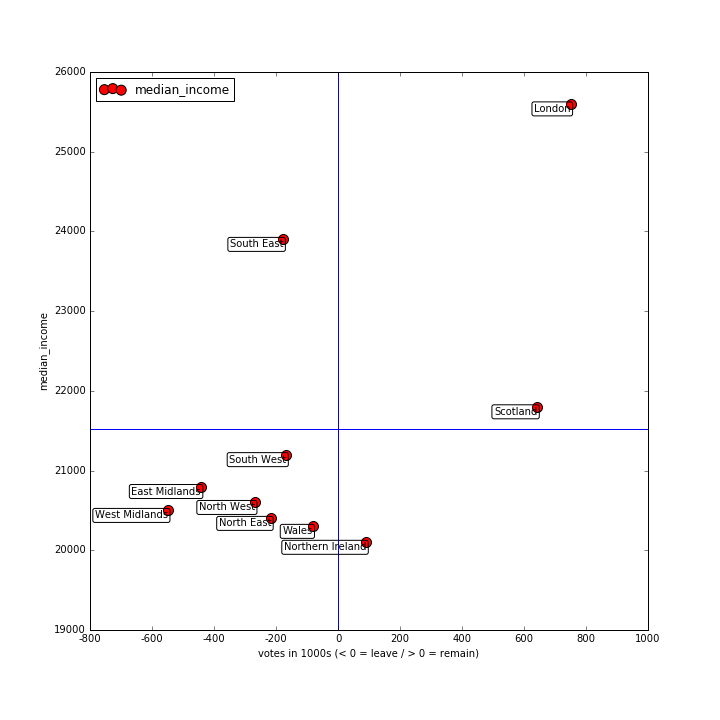 26000
median_income
London
25000
24000
South East
23000
median_income
22000
Scotland
21000
South West
East Midlands
North West
West Midlands
North East
Wales
Northern Ireland
20000
19000
-800 -600 -400 -200 0 200 400 600 800 1000
votes in 1000s (< 0 = leave / > 0 = remain)